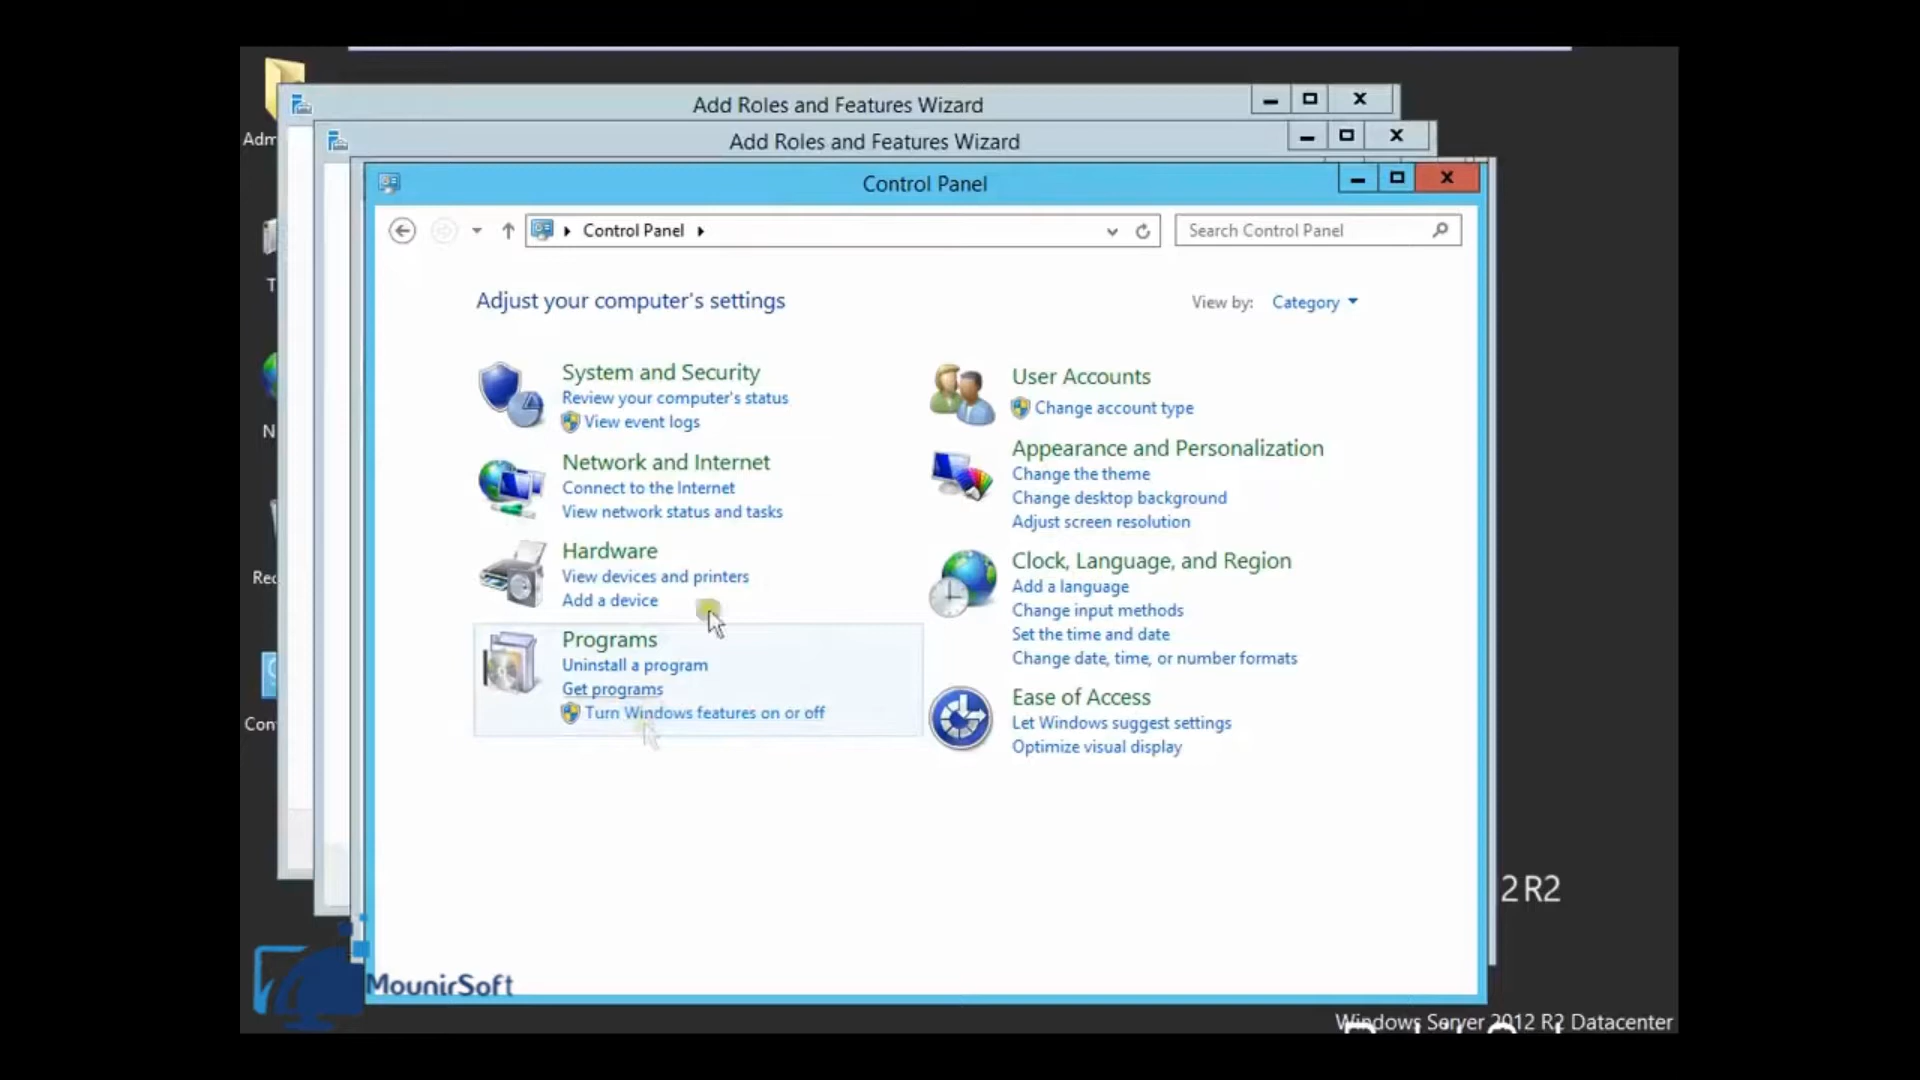 Add Roles and Features Wizard
Add Roles and Features Wizard
Control Panel
Control Panel
Search Control Panel
Adjust your computer's settings
View by: Category
System and Security
Review your computer's status
View event logs
Network and Internet
Connect to the Internet
View network status and tasks
Hardware
View devices and printers
Add a device
Programs
Uninstall a program
Get programs
Turn Windows features on or off
User Accounts
Change account type
Appearance and Personalization
Change the theme
Change desktop background
Adjust screen resolution
Clock, Language, and Region
Add a language
Change input methods
Set the time and date
Change date, time, or number formats
Ease of Access
Let Windows suggest settings
Optimize visual display
Adm
T
N
Rec
Con
2 R2
MounirSoft
Windows Server 2012 R2 Datacenter